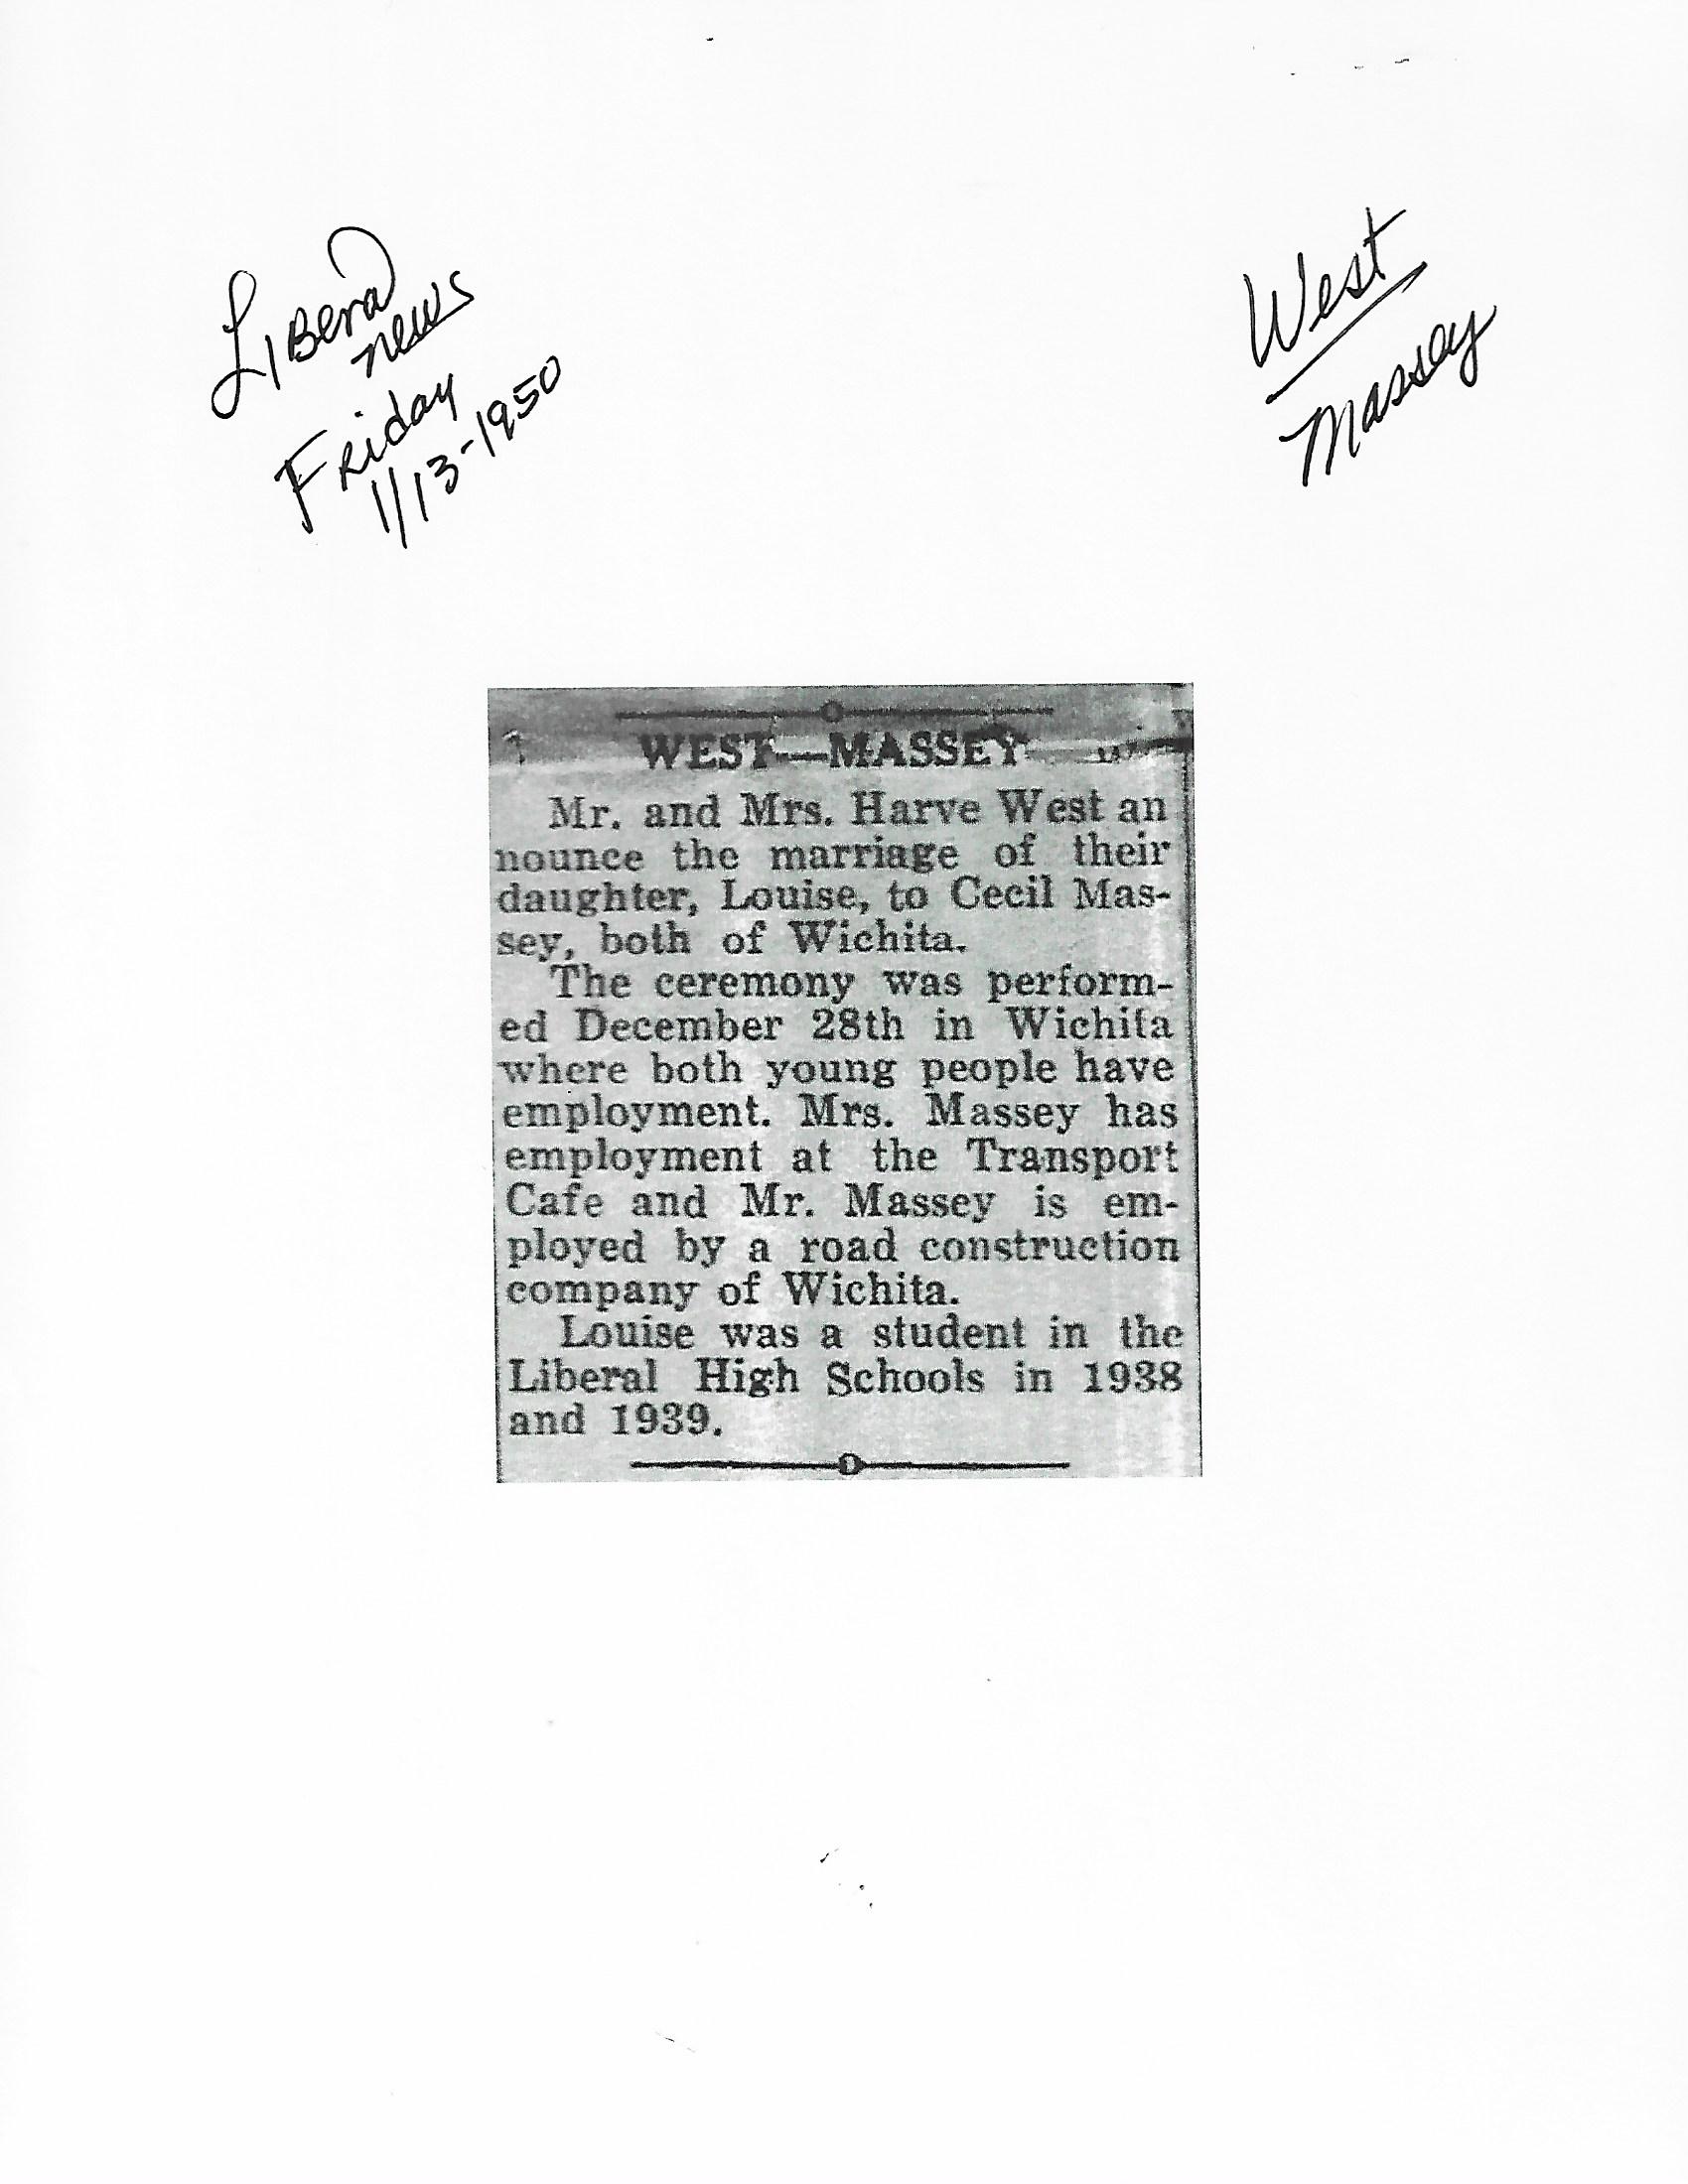 Liberal
news
Friday
1/13-1950
West
Massey
WEST—MASSEY
Mr. and Mrs. Harve West an
nounce the marriage of their
daughter, Louise, to Cecil Mas-
sey, both of Wichita.
The ceremony was perform-
ed December 28th in Wichita
where both young people have
employment. Mrs. Massey has
employment at the Transport
Cafe and Mr. Massey is em-
ployed by a road construction
company of Wichita.
Louise was a student in the
Liberal High Schools in 1938
and 1939.